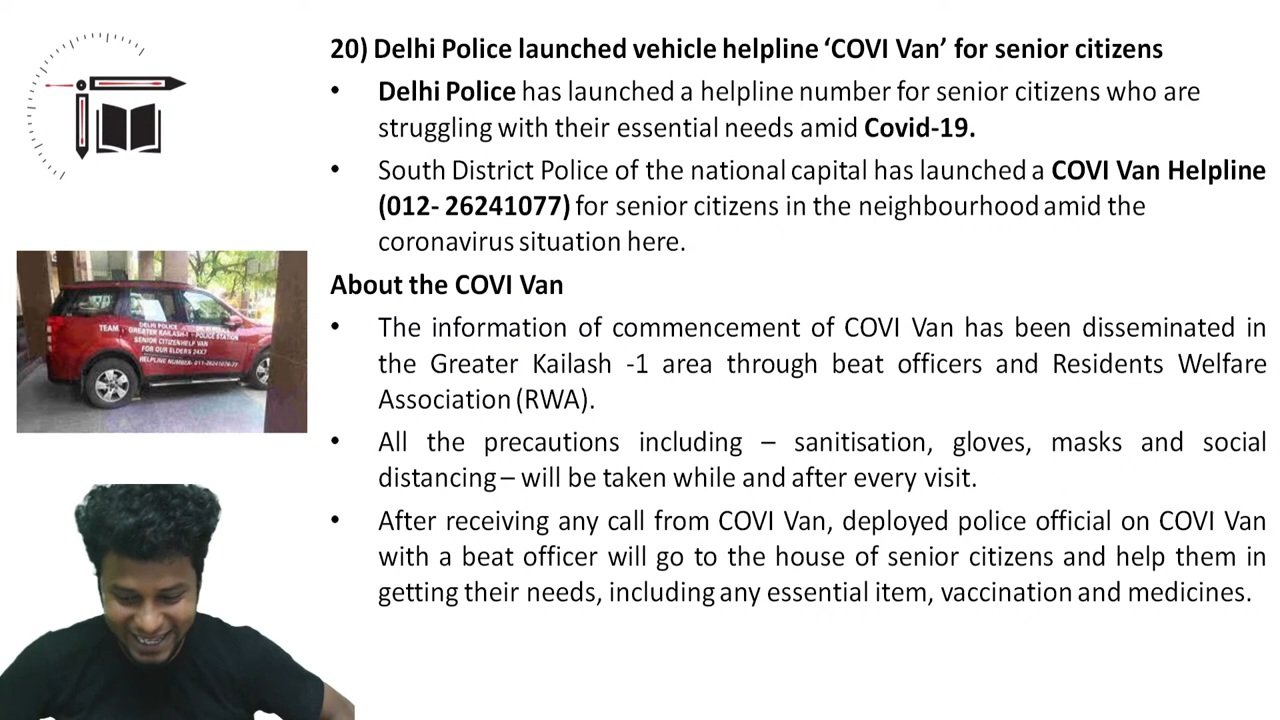 20) Delhi Police launched vehicle helpline ‘COVI Van’ for senior citizens
• Delhi Police has launched a helpline number for senior citizens who are
struggling with their essential needs amid Covid-19.
• South District Police of the national capital has launched a COVI Van Helpline
(012- 26241077) for senior citizens in the neighbourhood amid the
coronavirus situation here.
About the COVI Van
• The information of commencement of COVI Van has been disseminated in
the Greater Kailash -1 area through beat officers and Residents Welfare
Association (RWA).
• All the precautions including – sanitisation, gloves, masks and social
distancing – will be taken while and after every visit.
• After receiving any call from COVI Van, deployed police official on COVI Van
with a beat officer will go to the house of senior citizens and help them in
getting their needs, including any essential item, vaccination and medicines.
DELHI POLICE
TEAM : GREATER KAILASH-I POLICE STATION
SENIOR CITIZEN HELP VAN
FOR OUR ELDERS 24X7
HELPLINE NUMBER-